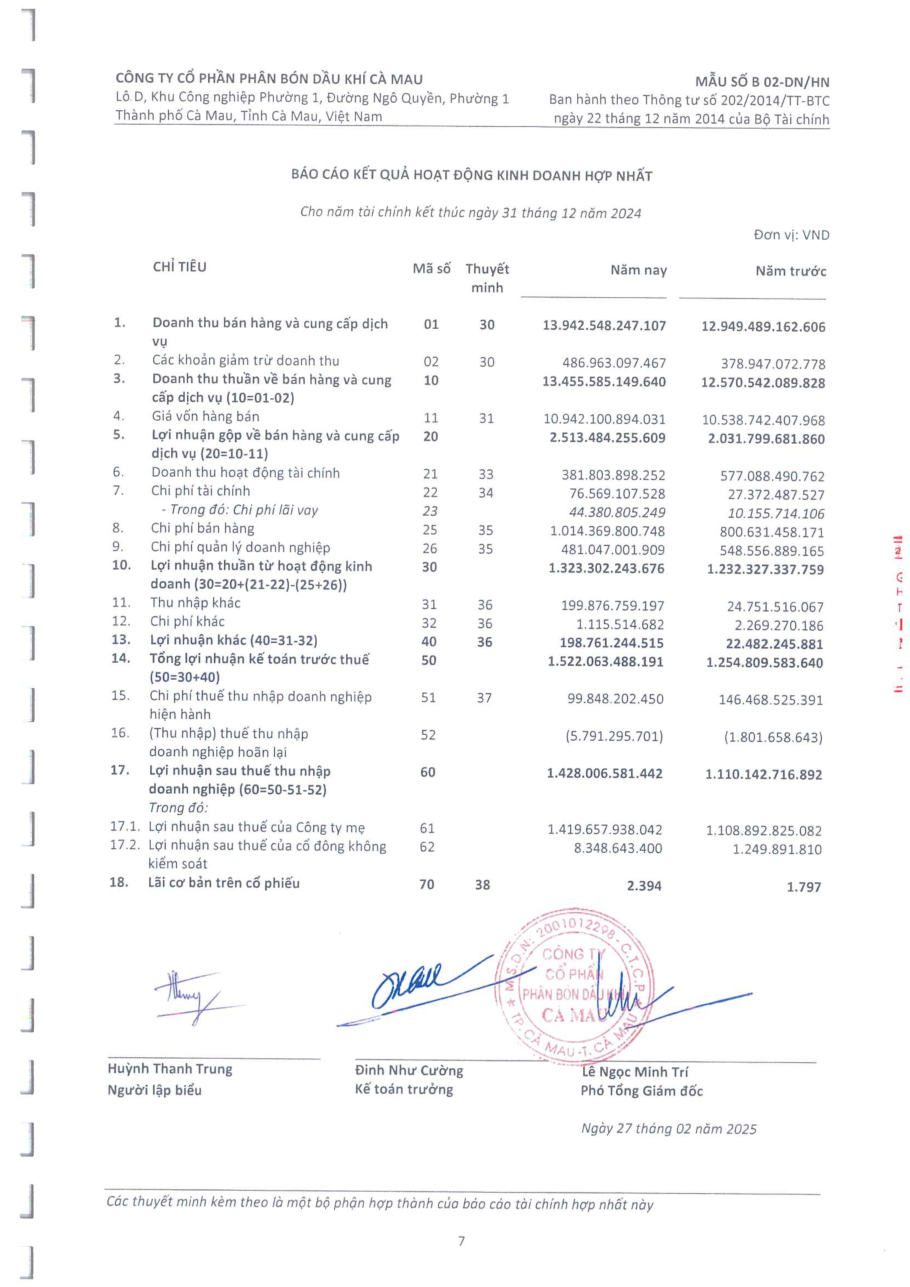 CÔNG TY CỔ PHẦN PHÂN BÓN DẦU KHÍ CÀ MAU
Lô D, Khu Công nghiệp Phường 1, Đường Ngô Quyền, Phường 1
Thành phố Cà Mau, Tỉnh Cà Mau, Việt Nam
MẪU SỐ B 02-DN/HN
Ban hành theo Thông tư số 202/2014/TT-BTC
ngày 22 tháng 12 năm 2014 của Bộ Tài chính
BÁO CÁO KẾT QUẢ HOẠT ĐỘNG KINH DOANH HỢP NHẤT
Cho năm tài chính kết thúc ngày 31 tháng 12 năm 2024
Đơn vị: VND
CHỈ TIÊU Mã số Thuyết Năm nay Năm trước
minh
1. Doanh thu bán hàng và cung cấp dịch 01 30 13.942.548.247.107 12.949.489.162.606
vụ
2. Các khoản giảm trừ doanh thu 02 30 486.963.097.467 378.947.072.778
3. Doanh thu thuần về bán hàng và cung 10 13.455.585.149.640 12.570.542.089.828
cấp dịch vụ (10=01-02)
4. Giá vốn hàng bán 11 31 10.942.100.894.031 10.538.742.407.968
5. Lợi nhuận gộp về bán hàng và cung cấp 20 2.513.484.255.609 2.031.799.681.860
dịch vụ (20=10-11)
6. Doanh thu hoạt động tài chính 21 33 381.803.898.252 577.088.490.762
7. Chi phí tài chính 22 34 76.569.107.528 27.372.487.527
- Trong đó: Chi phí lãi vay 23 44.380.805.249 10.155.714.106
8. Chi phí bán hàng 25 35 1.014.369.800.748 800.631.458.171
9. Chi phí quản lý doanh nghiệp 26 35 481.047.001.909 548.556.889.165
10. Lợi nhuận thuần từ hoạt động kinh 30 1.323.302.243.676 1.232.327.337.759
doanh (30=20+(21-22)-(25+26))
11. Thu nhập khác 31 36 199.876.759.197 24.751.516.067
12. Chi phí khác 32 36 1.115.514.682 2.269.270.186
13. Lợi nhuận khác (40=31-32) 40 36 198.761.244.515 22.482.245.881
14. Tổng lợi nhuận kế toán trước thuế 50 1.522.063.488.191 1.254.809.583.640
(50=30+40)
15. Chi phí thuế thu nhập doanh nghiệp 51 37 99.848.202.450 146.468.525.391
hiện hành
16. (Thu nhập) thuế thu nhập 52 (5.791.295.701) (1.801.658.643)
doanh nghiệp hoãn lại
17. Lợi nhuận sau thuế thu nhập 60 1.428.006.581.442 1.110.142.716.892
doanh nghiệp (60=50-51-52)
Trong đó:
17.1. Lợi nhuận sau thuế của Công ty mẹ 61 1.419.657.938.042 1.108.892.825.082
17.2. Lợi nhuận sau thuế của cổ đông không 62 8.348.643.400 1.249.891.810
kiểm soát
18. Lãi cơ bản trên cổ phiếu 70 38 2.394 1.797
M.S.D.N: 2001012298 - C.T.C.P
CÔNG TY
CỔ PHẦN
PHÂN BÓN DẦU KHÍ
CÀ MAU
TP. CÀ MAU - T. CÀ MAU
Huỳnh Thanh Trung
Người lập biểu
Đinh Như Cường
Kế toán trưởng
Lê Ngọc Minh Trí
Phó Tổng Giám đốc
Ngày 27 tháng 02 năm 2025
Các thuyết minh kèm theo là một bộ phận hợp thành của báo cáo tài chính hợp nhất này
7